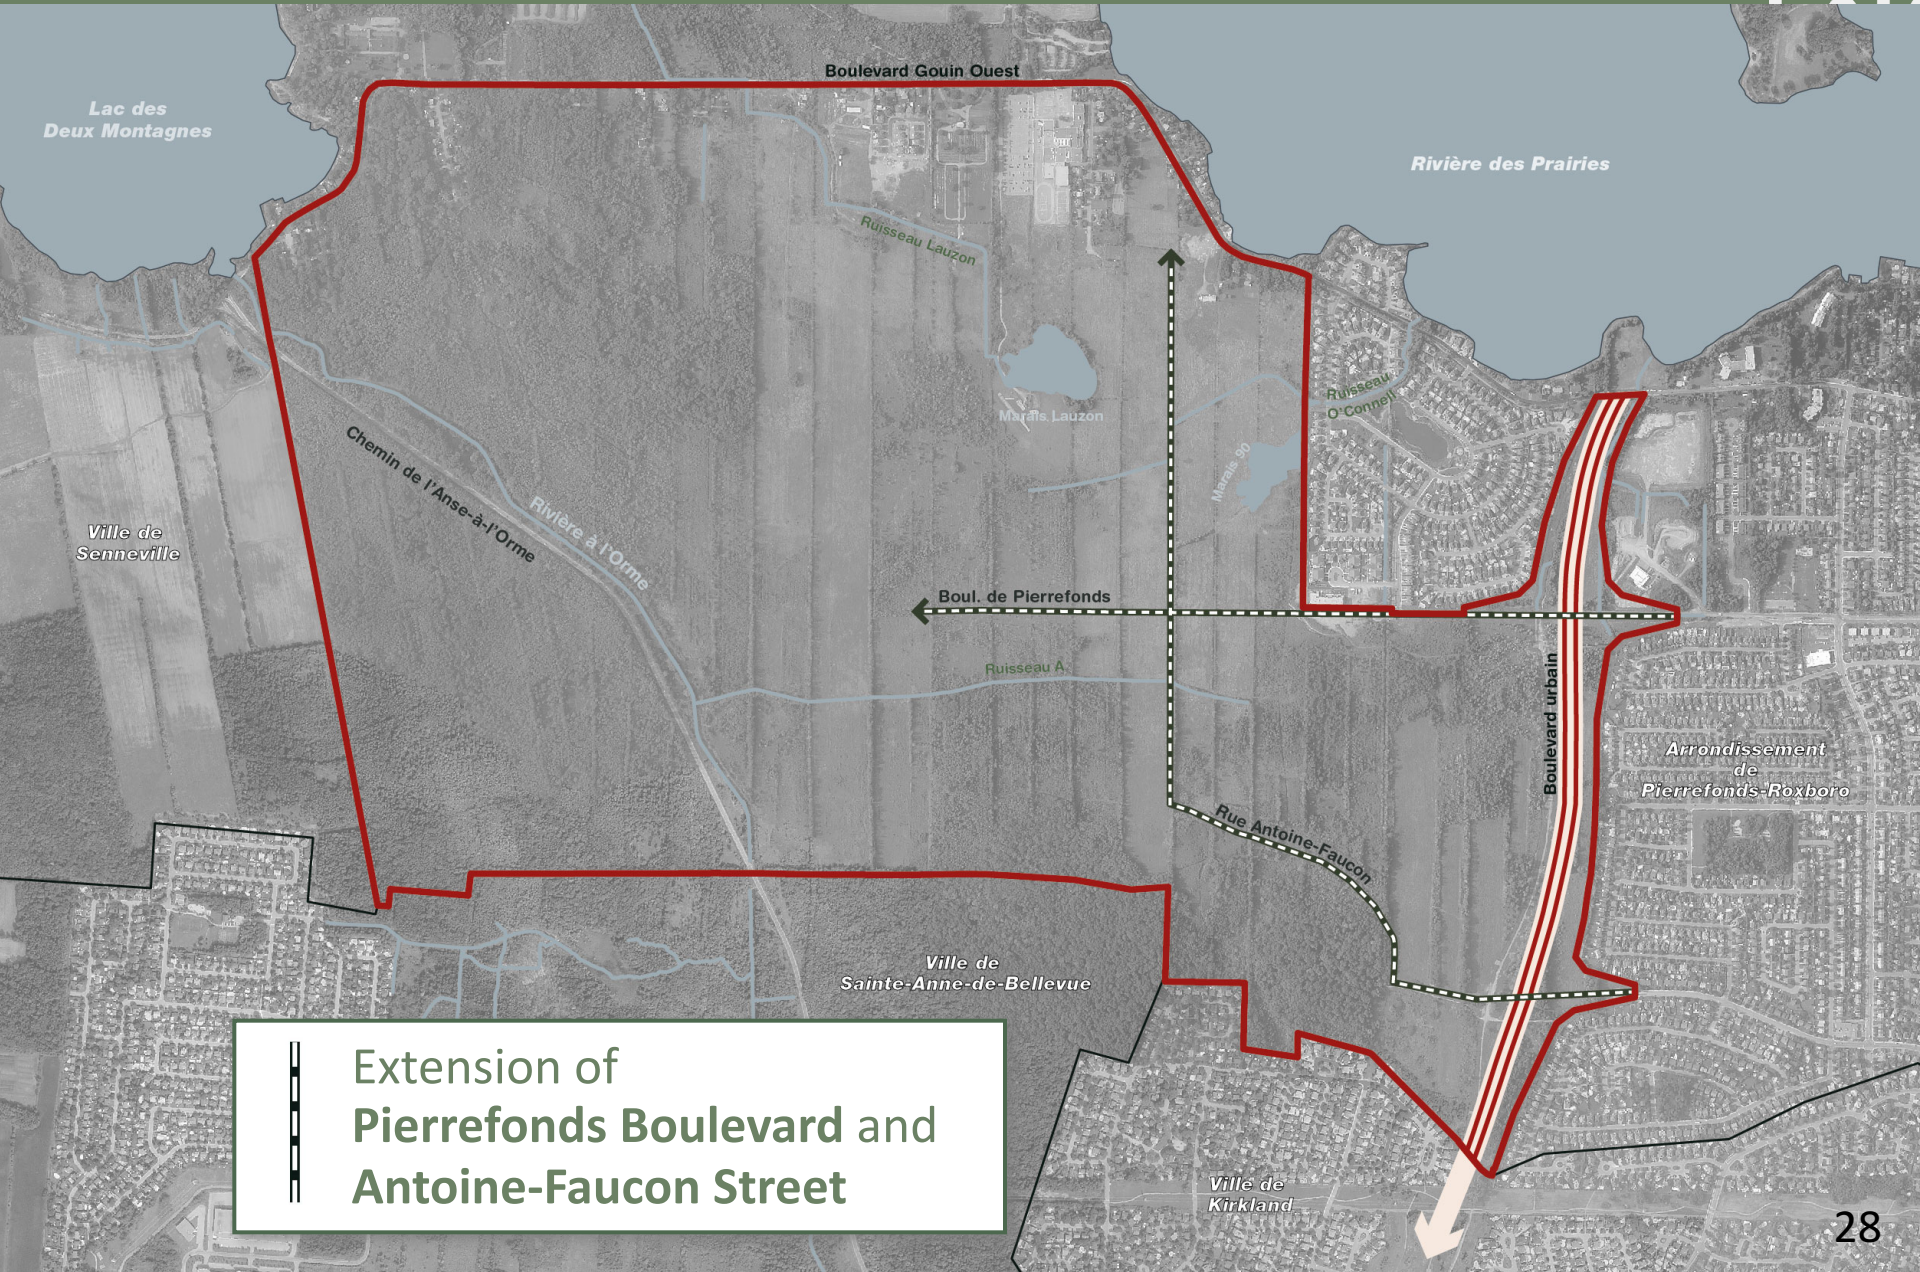 Boulevard Gouin Ouest
Lac des
Deux Montagnes
Rivière des Prairies
Ruisseau Lauzon
Ruisseau
O'Connell
Marais Lauzon
Marais 90
Chemin de l'Anse-à-l'Orme
Rivière à l'Orme
Ville de
Senneville
Boul. de Pierrefonds
Ruisseau A
Boulevard urbain
Arrondissement
de
Pierrefonds-Roxboro
Rue Antoine-Faucon
Ville de
Sainte-Anne-de-Bellevue
Extension of
Pierrefonds Boulevard and
Antoine-Faucon Street
Ville de
Kirkland
28